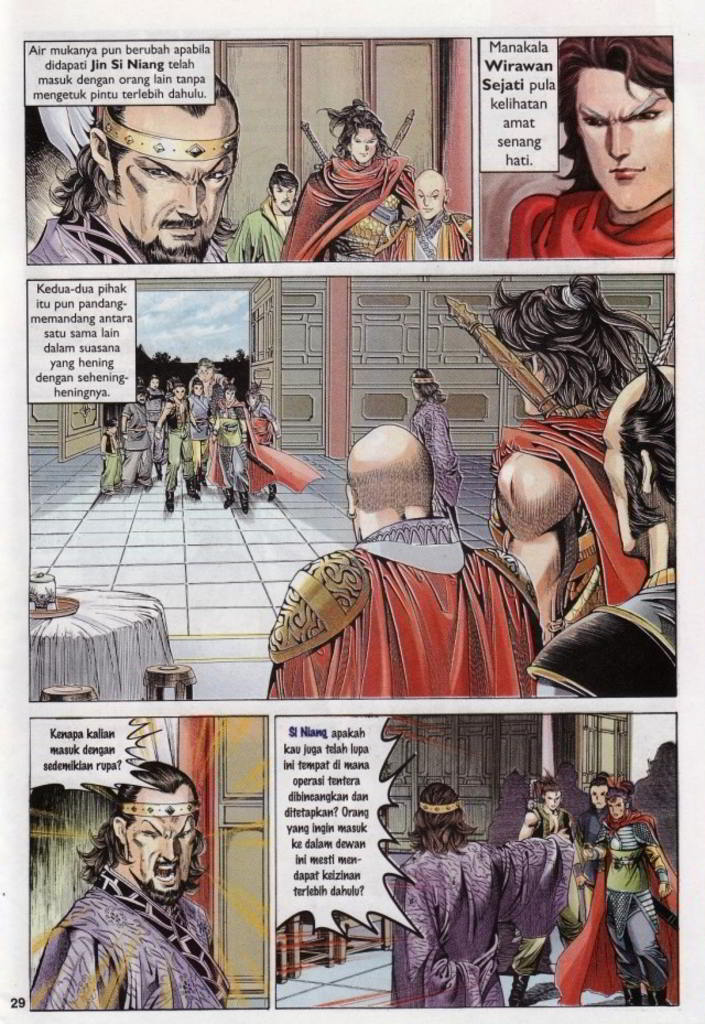 Air mukanya pun berubah apabila
didapati Jin Si Niang telah
masuk dengan orang lain tanpa
mengetuk pintu terlebih dahulu.
Manakala
Wirawan
Sejati pula
kelihatan
amat
senang
hati.
Kedua-dua pihak
itu pun pandang-
memandang antara
satu sama lain
dalam suasana
yang hening
dengan sehening-
heningnya.
Kenapa kalian
masuk dengan
sedemikian rupa?
Si Niang, apakah
kau juga telah lupa
ini tempat di mana
operasi tentera
dibincangkan dan
ditetapkan? Orang
yang ingin masuk
ke dalam dewan
ini mesti men-
dapat keizinan
terlebih dahulu?
29